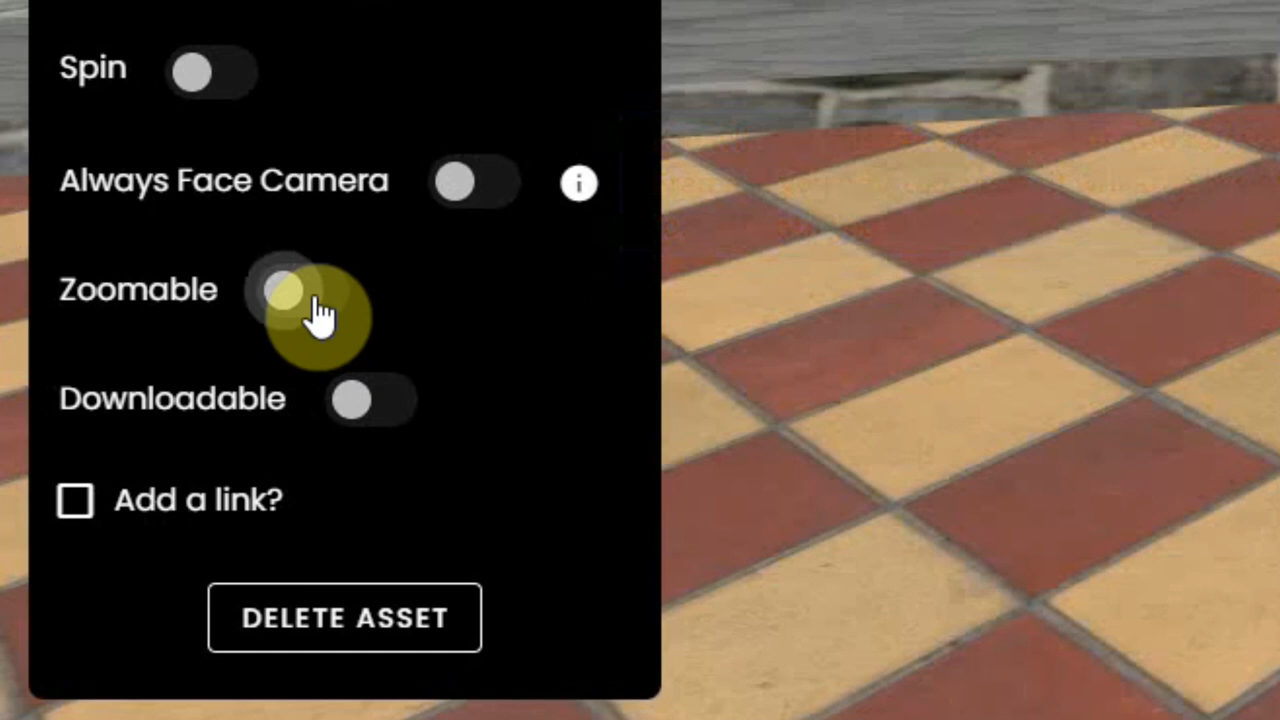 Spin
Always Face Camera
Zoomable
Downloadable
Add a link?
DELETE ASSET